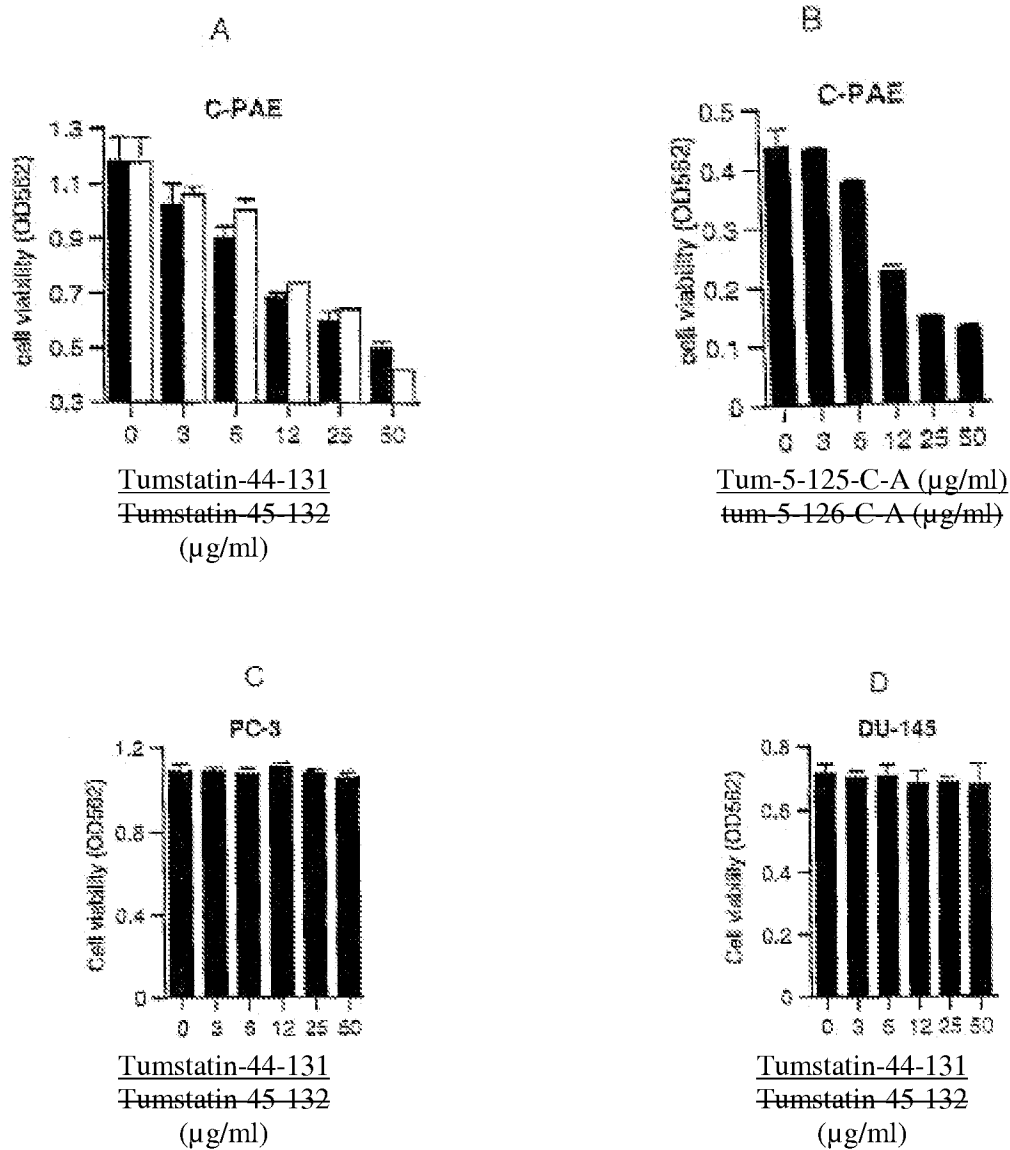 A
C-PAE
cell viability (OD562)
1.3
1.1
0.9
0.7
0.5
0.3
0 3 6 12 25 50
Tumstatin-44-131
Tumstatin-45-132
(µg/ml)
B
C-PAE
cell viability (OD562)
0.5
0.4
0.3
0.2
0.1
0
0 3 6 12 25 50
Tum-5-125-C-A (µg/ml)
tum-5-126-C-A (µg/ml)
C
PC-3
Cell viability (OD562)
1.2
0.8
0.4
0
0 3 6 12 25 50
Tumstatin-44-131
Tumstatin-45-132
(µg/ml)
D
DU-145
Cell viability (OD562)
0.8
0.6
0.4
0.2
0
0 3 6 12 25 50
Tumstatin-44-131
Tumstatin-45-132
(µg/ml)